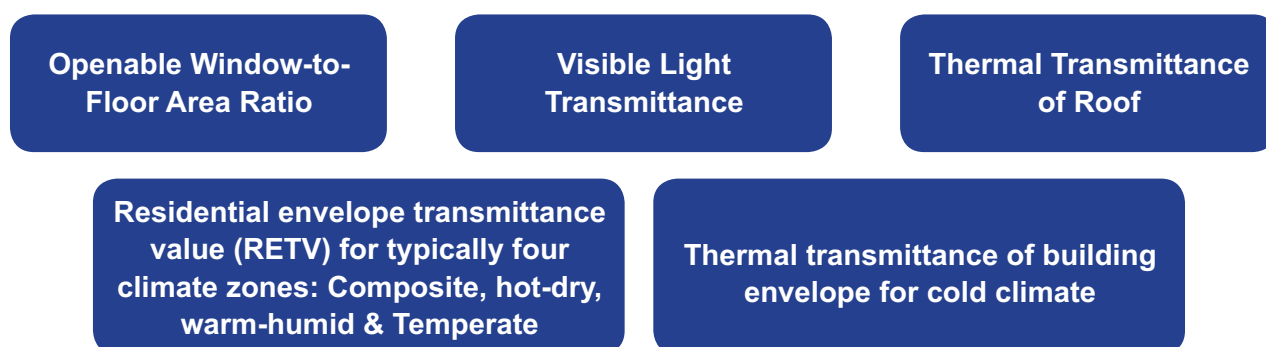 Openable Window-to-
Floor Area Ratio
Visible Light
Transmittance
Thermal Transmittance
of Roof
Residential envelope transmittance
value (RETV) for typically four
climate zones: Composite, hot-dry,
warm-humid & Temperate
Thermal transmittance of building
envelope for cold climate